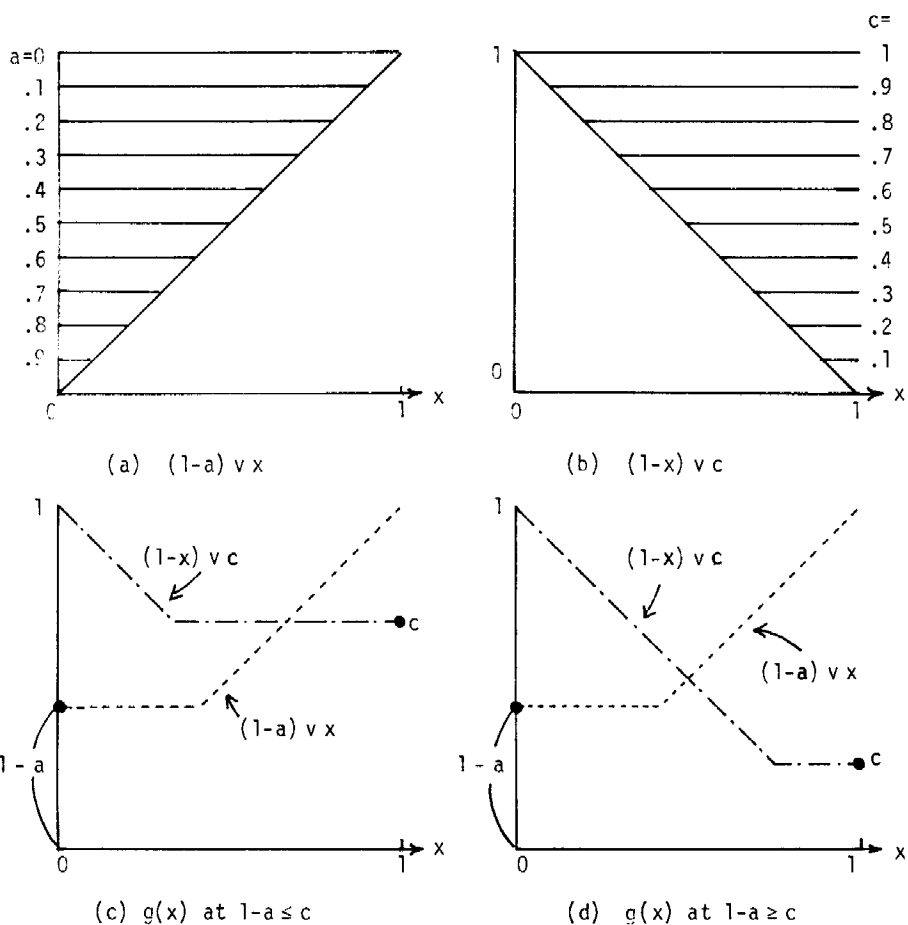 c=
a=0
.1
.2
.3
.4
.5
.6
.7
.8
.9
0
1
x
(a) (1-a) ∨ x
1
0
1
.9
.8
.7
.6
.5
.4
.3
.2
.1
0
1
x
(b) (1-x) ∨ c
1
(1-x) ∨ c
c
(1-a) ∨ x
1-a
0
1
x
(c) g(x) at 1-a ≤ c
1
(1-x) ∨ c
(1-a) ∨ x
c
1-a
0
1
x
(d) g(x) at 1-a ≥ c